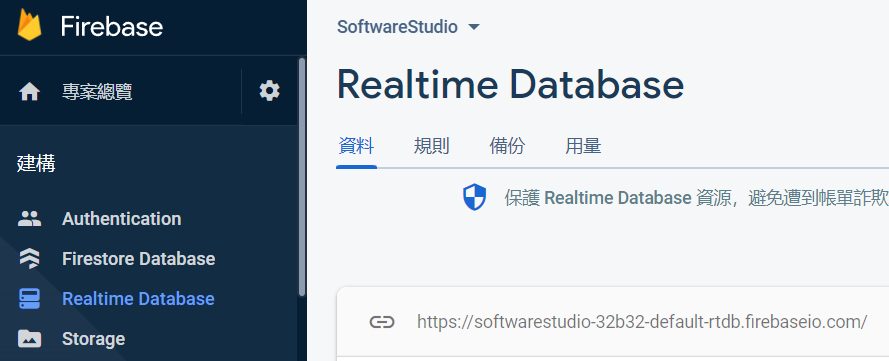 Firebase
專案總覽
建構
Authentication
Firestore Database
Realtime Database
Storage
SoftwareStudio
Realtime Database
資料 規則 備份 用量
保護 Realtime Database 資源，避免遭到帳單詐欺
https://softwarestudio-32b32-default-rtdb.firebaseio.com/